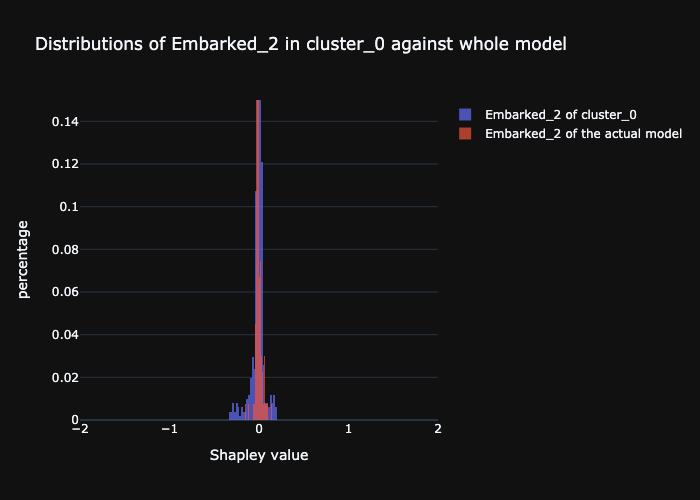 Distributions of Embarked_2 in cluster_0 against whole model
Embarked_2 of cluster_0
Embarked_2 of the actual model
0.14
0.12
0.1
0.08
0.06
0.04
0.02
0
percentage
−2
−1
0
1
2
Shapley value